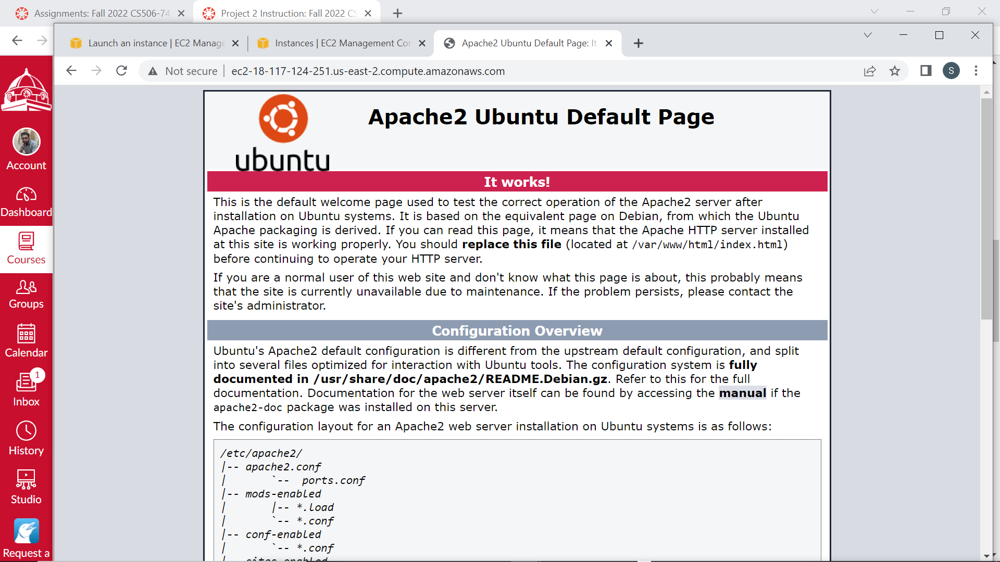 Assignments: Fall 2022 CS506-74
Project 2 Instruction: Fall 2022 CS
Launch an instance | EC2 Manage
Instances | EC2 Management Con
Apache2 Ubuntu Default Page: It
Not secure
ec2-18-117-124-251.us-east-2.compute.amazonaws.com
S
Account
Dashboard
Courses
Groups
Calendar
1
Inbox
History
Studio
Request a
ubuntu
Apache2 Ubuntu Default Page
It works!
This is the default welcome page used to test the correct operation of the Apache2 server after
installation on Ubuntu systems. It is based on the equivalent page on Debian, from which the Ubuntu
Apache packaging is derived. If you can read this page, it means that the Apache HTTP server installed
at this site is working properly. You should replace this file (located at /var/www/html/index.html)
before continuing to operate your HTTP server.
If you are a normal user of this web site and don't know what this page is about, this probably means
that the site is currently unavailable due to maintenance. If the problem persists, please contact the
site's administrator.
Configuration Overview
Ubuntu's Apache2 default configuration is different from the upstream default configuration, and split
into several files optimized for interaction with Ubuntu tools. The configuration system is fully
documented in /usr/share/doc/apache2/README.Debian.gz. Refer to this for the full
documentation. Documentation for the web server itself can be found by accessing the manual if the
apache2-doc package was installed on this server.
The configuration layout for an Apache2 web server installation on Ubuntu systems is as follows:
/etc/apache2/
|-- apache2.conf
|       `--  ports.conf
|-- mods-enabled
|       |-- *.load
|       `-- *.conf
|-- conf-enabled
|       `-- *.conf
|-- sites-enabled